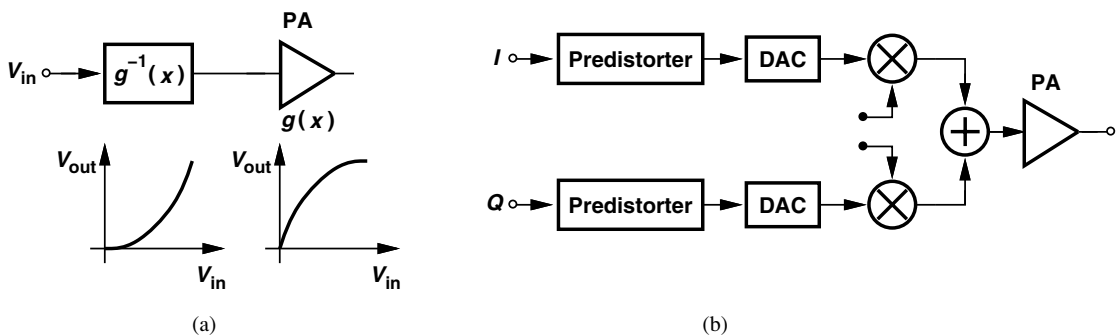 PA
V_in
g⁻¹(x)
g(x)
V_out
V_in
V_out
V_in
(a)
I
Predistorter
DAC
PA
Q
Predistorter
DAC
(b)